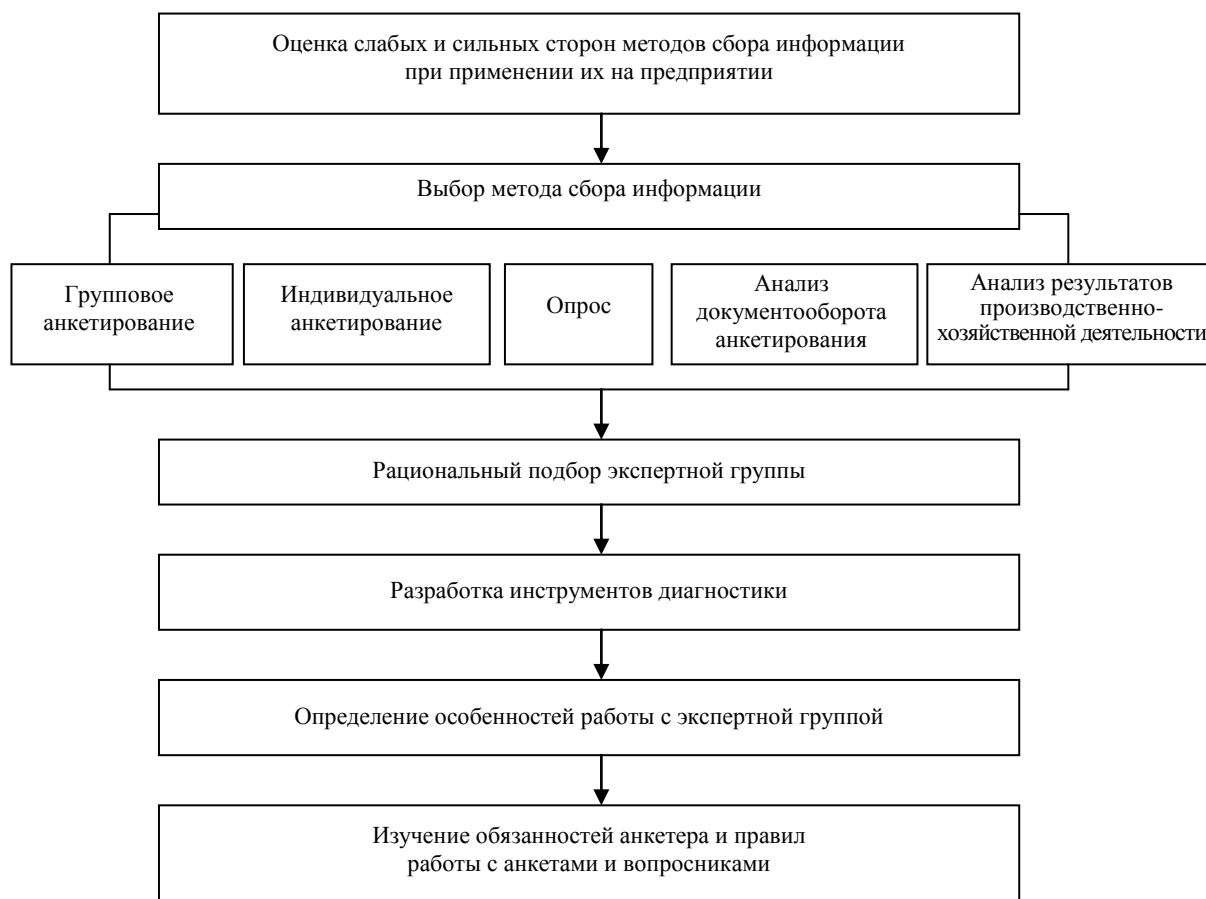 Оценка слабых и сильных сторон методов сбора информации
при применении их на предприятии
Выбор метода сбора информации
Групповое
анкетирование
Индивидуальное
анкетирование
Опрос
Анализ
документооборота
анкетирования
Анализ результатов
производственно-
хозяйственной деятельности
Рациональный подбор экспертной группы
Разработка инструментов диагностики
Определение особенностей работы с экспертной группой
Изучение обязанностей анкетера и правил
работы с анкетами и вопросниками